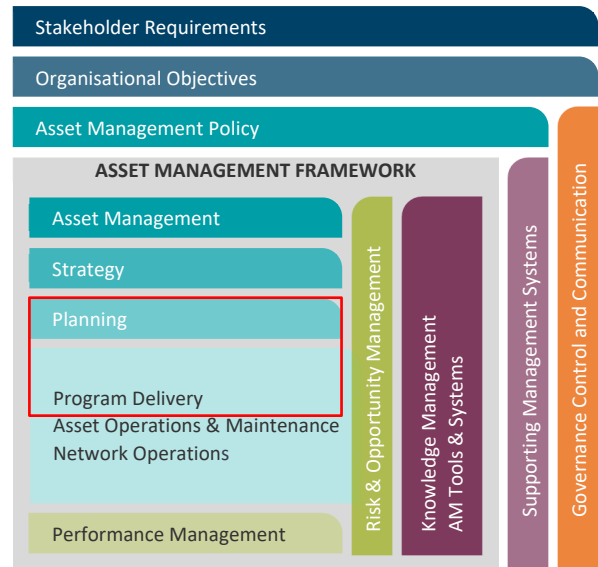 Stakeholder Requirements
Organisational Objectives
Asset Management Policy
ASSET MANAGEMENT FRAMEWORK
Asset Management
Strategy
Planning
Program Delivery
Asset Operations & Maintenance
Network Operations
Performance Management
Risk & Opportunity Management
Knowledge Management
AM Tools & Systems
Supporting Management Systems
Governance Control and Communication